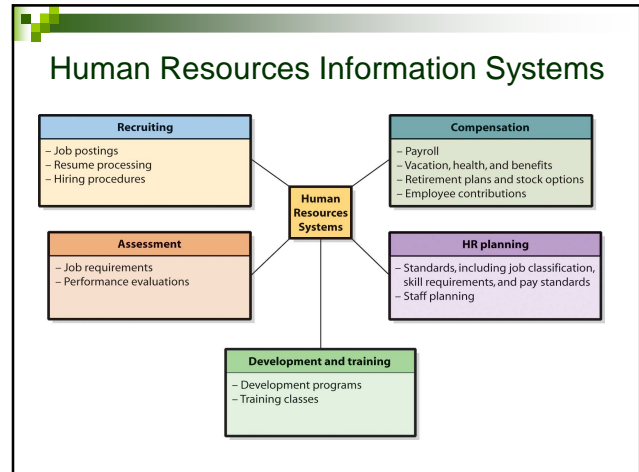 Human Resources Information Systems
Recruiting
– Job postings
– Resume processing
– Hiring procedures
Compensation
– Payroll
– Vacation, health, and benefits
– Retirement plans and stock options
– Employee contributions
Human
Resources
Systems
Assessment
– Job requirements
– Performance evaluations
HR planning
– Standards, including job classification,
skill requirements, and pay standards
– Staff planning
Development and training
– Development programs
– Training classes